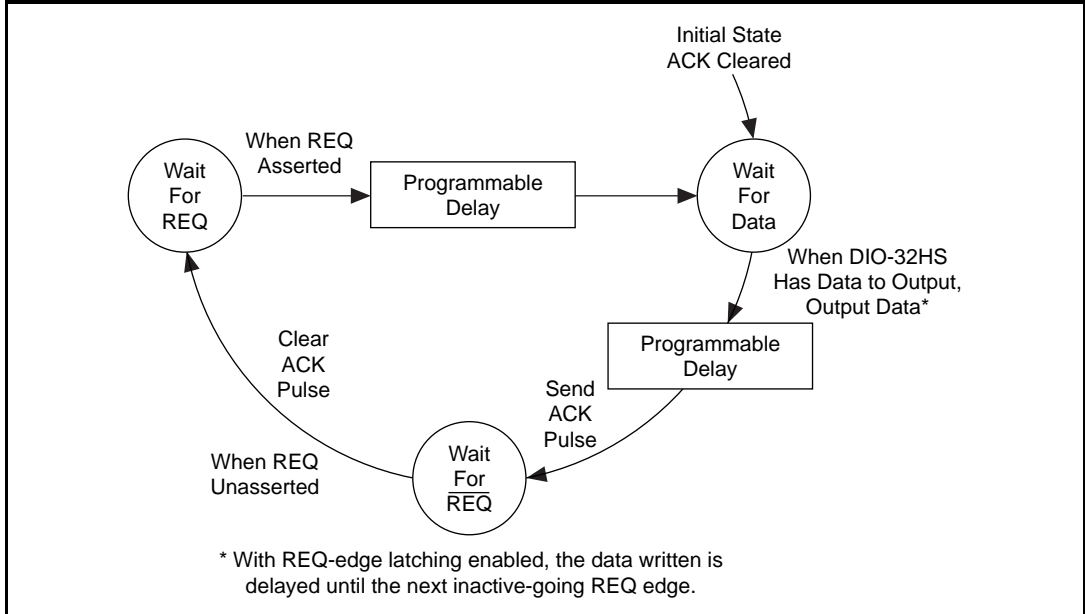 Initial State
ACK Cleared
When REQ
Asserted
Wait
For
REQ
Programmable
Delay
Wait
For
Data
When DIO-32HS
Has Data to Output,
Output Data*
Programmable
Delay
Clear
ACK
Pulse
Send
ACK
Pulse
Wait
For
R̅E̅Q̅
When REQ
Unasserted
* With REQ-edge latching enabled, the data written is
delayed until the next inactive-going REQ edge.